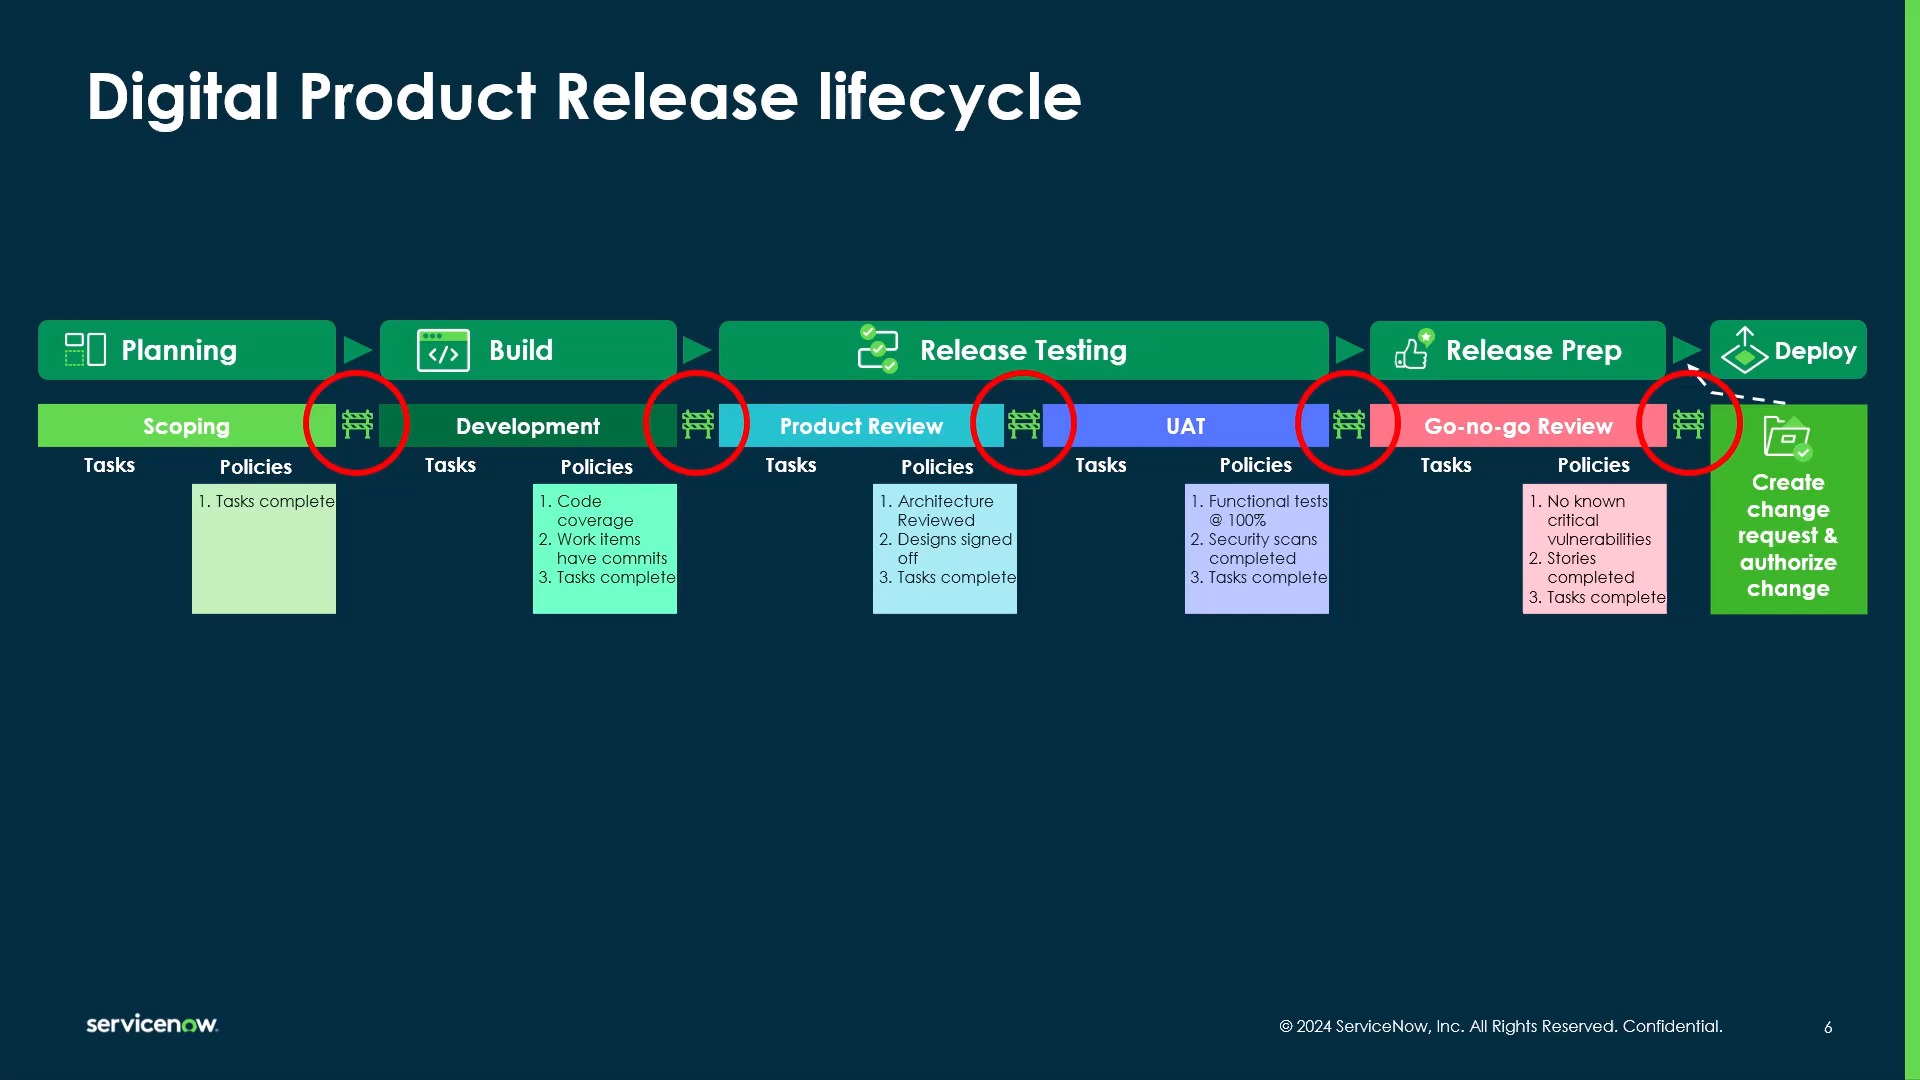 Digital Product Release lifecycle
Planning
Build
Release Testing
Release Prep
Deploy
Scoping
Development
Product Review
UAT
Go-no-go Review
Tasks
Policies
1. Tasks complete
Tasks
Policies
1. Code
coverage
2. Work items
have commits
3. Tasks complete
Tasks
Policies
1. Architecture
Reviewed
2. Designs signed
off
3. Tasks complete
Tasks
Policies
1. Functional tests
@ 100%
2. Security scans
completed
3. Tasks complete
Tasks
Policies
1. No known
critical
vulnerabilities
2. Stories
completed
3. Tasks complete
Create
change
request &
authorize
change
servicenow
© 2024 ServiceNow, Inc. All Rights Reserved. Confidential.
6